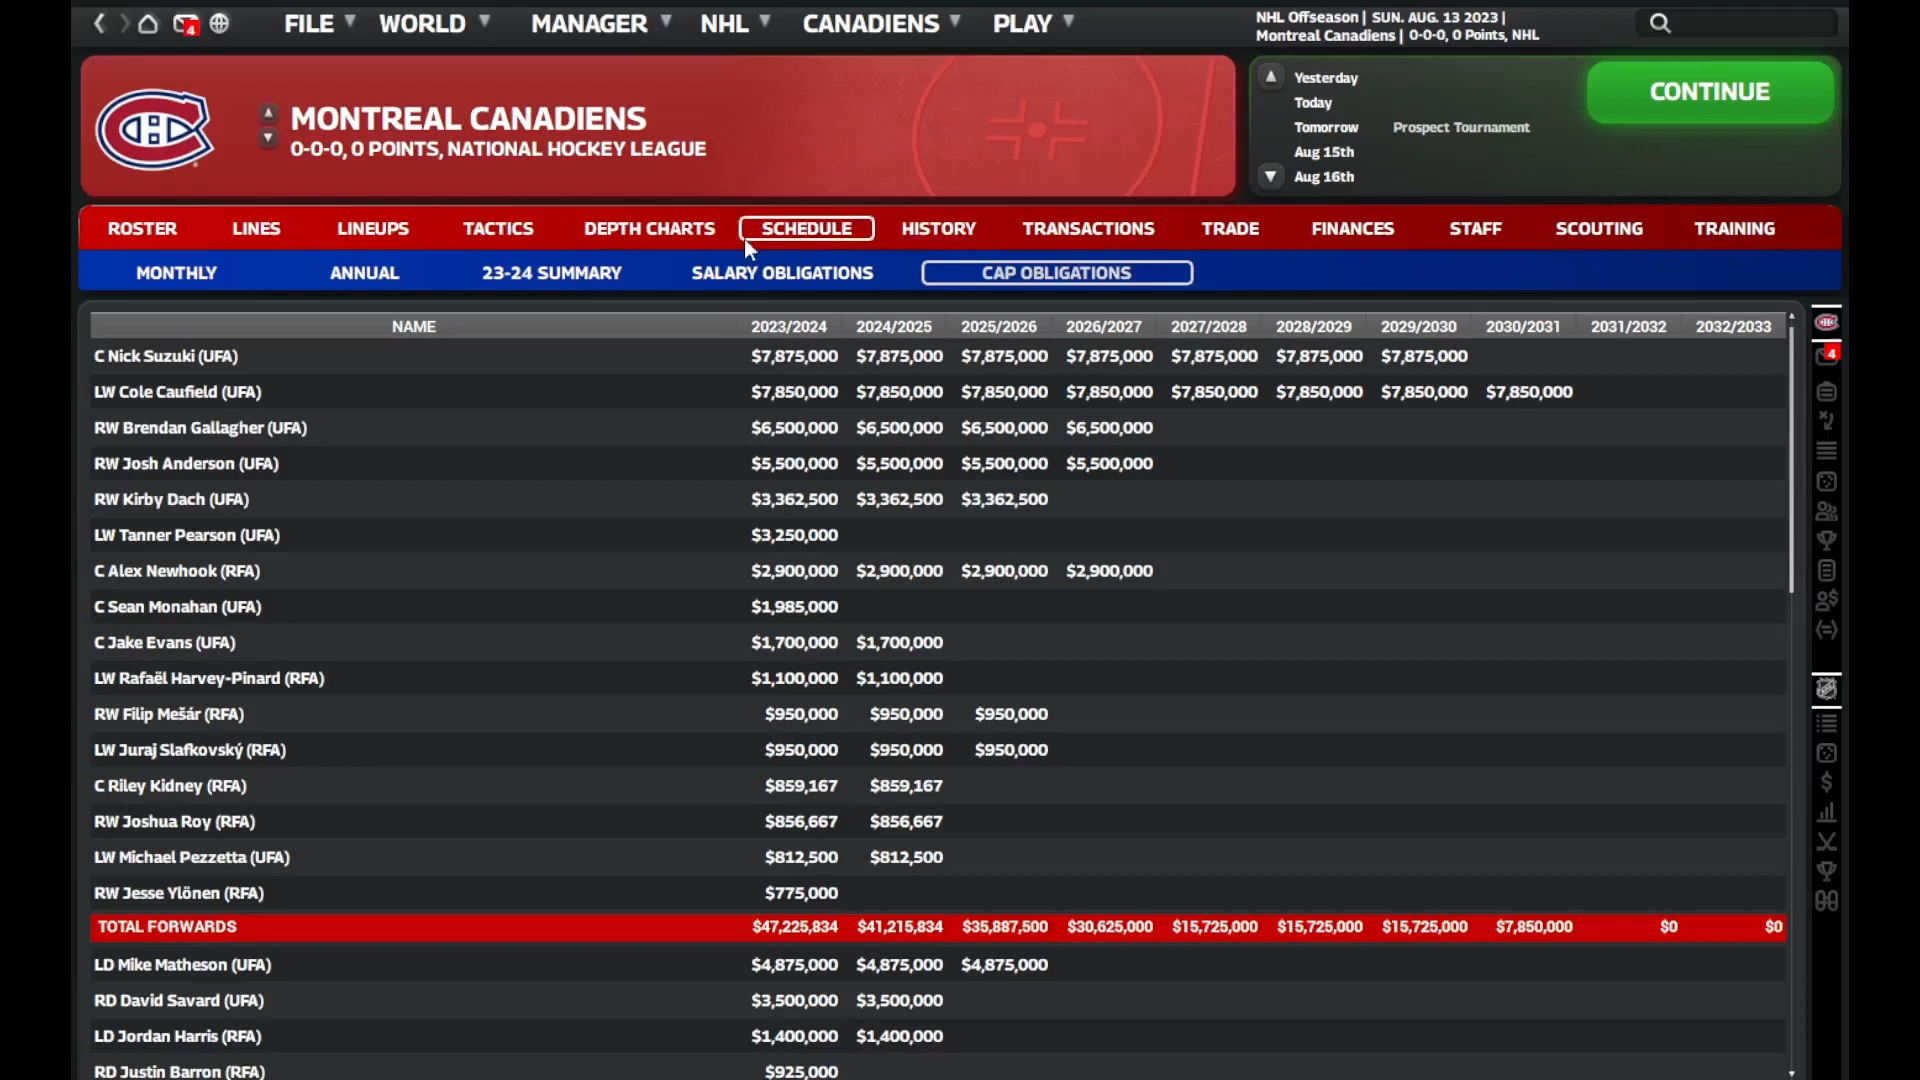 4
FILE WORLD MANAGER NHL CANADIENS PLAY
NHL Offseason | SUN. AUG. 13 2023 |
Montreal Canadiens | 0-0-0, 0 Points, NHL
MONTREAL CANADIENS
0-0-0, 0 POINTS, NATIONAL HOCKEY LEAGUE
Yesterday
Today
Tomorrow Prospect Tournament
Aug 15th
Aug 16th
CONTINUE
ROSTER LINES LINEUPS TACTICS DEPTH CHARTS SCHEDULE HISTORY TRANSACTIONS TRADE FINANCES STAFF SCOUTING TRAINING
MONTHLY ANNUAL 23-24 SUMMARY SALARY OBLIGATIONS CAP OBLIGATIONS
NAME 2023/2024 2024/2025 2025/2026 2026/2027 2027/2028 2028/2029 2029/2030 2030/2031 2031/2032 2032/2033
C Nick Suzuki (UFA) $7,875,000 $7,875,000 $7,875,000 $7,875,000 $7,875,000 $7,875,000 $7,875,000
4
LW Cole Caufield (UFA) $7,850,000 $7,850,000 $7,850,000 $7,850,000 $7,850,000 $7,850,000 $7,850,000 $7,850,000
RW Brendan Gallagher (UFA) $6,500,000 $6,500,000 $6,500,000 $6,500,000
RW Josh Anderson (UFA) $5,500,000 $5,500,000 $5,500,000 $5,500,000
RW Kirby Dach (UFA) $3,362,500 $3,362,500 $3,362,500
LW Tanner Pearson (UFA) $3,250,000
C Alex Newhook (RFA) $2,900,000 $2,900,000 $2,900,000 $2,900,000
C Sean Monahan (UFA) $1,985,000
C Jake Evans (UFA) $1,700,000 $1,700,000
LW Rafaël Harvey-Pinard (RFA) $1,100,000 $1,100,000
RW Filip Mešár (RFA) $950,000 $950,000 $950,000
LW Juraj Slafkovský (RFA) $950,000 $950,000 $950,000
C Riley Kidney (RFA) $859,167 $859,167
RW Joshua Roy (RFA) $856,667 $856,667
LW Michael Pezzetta (UFA) $812,500 $812,500
RW Jesse Ylönen (RFA) $775,000
TOTAL FORWARDS $47,225,834 $41,215,834 $35,887,500 $30,625,000 $15,725,000 $15,725,000 $15,725,000 $7,850,000 $0 $0
LD Mike Matheson (UFA) $4,875,000 $4,875,000 $4,875,000
RD David Savard (UFA) $3,500,000 $3,500,000
LD Jordan Harris (RFA) $1,400,000 $1,400,000
RD Justin Barron (RFA) $925,000